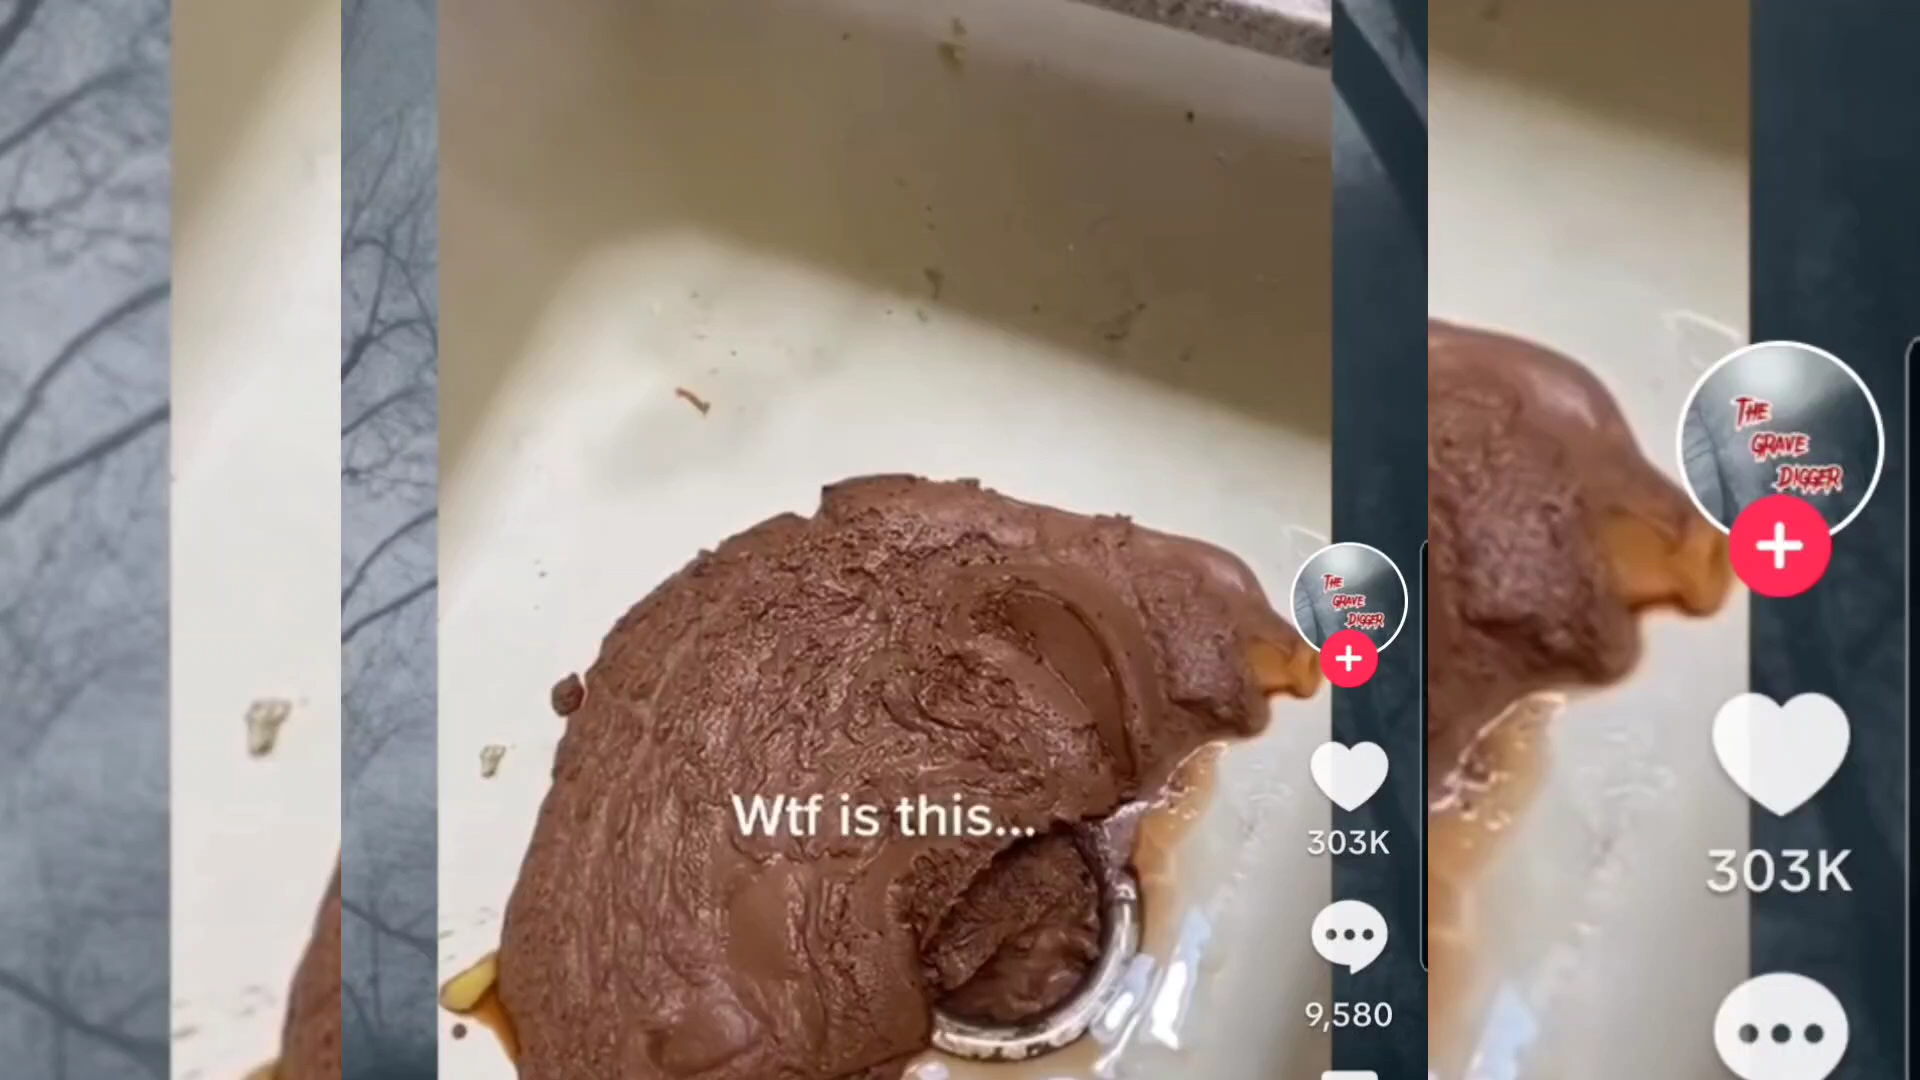 Wtf is this...
THE
GRAVE
DIGGER
303K
9,580
THE
GRAVE
DIGGER
303K